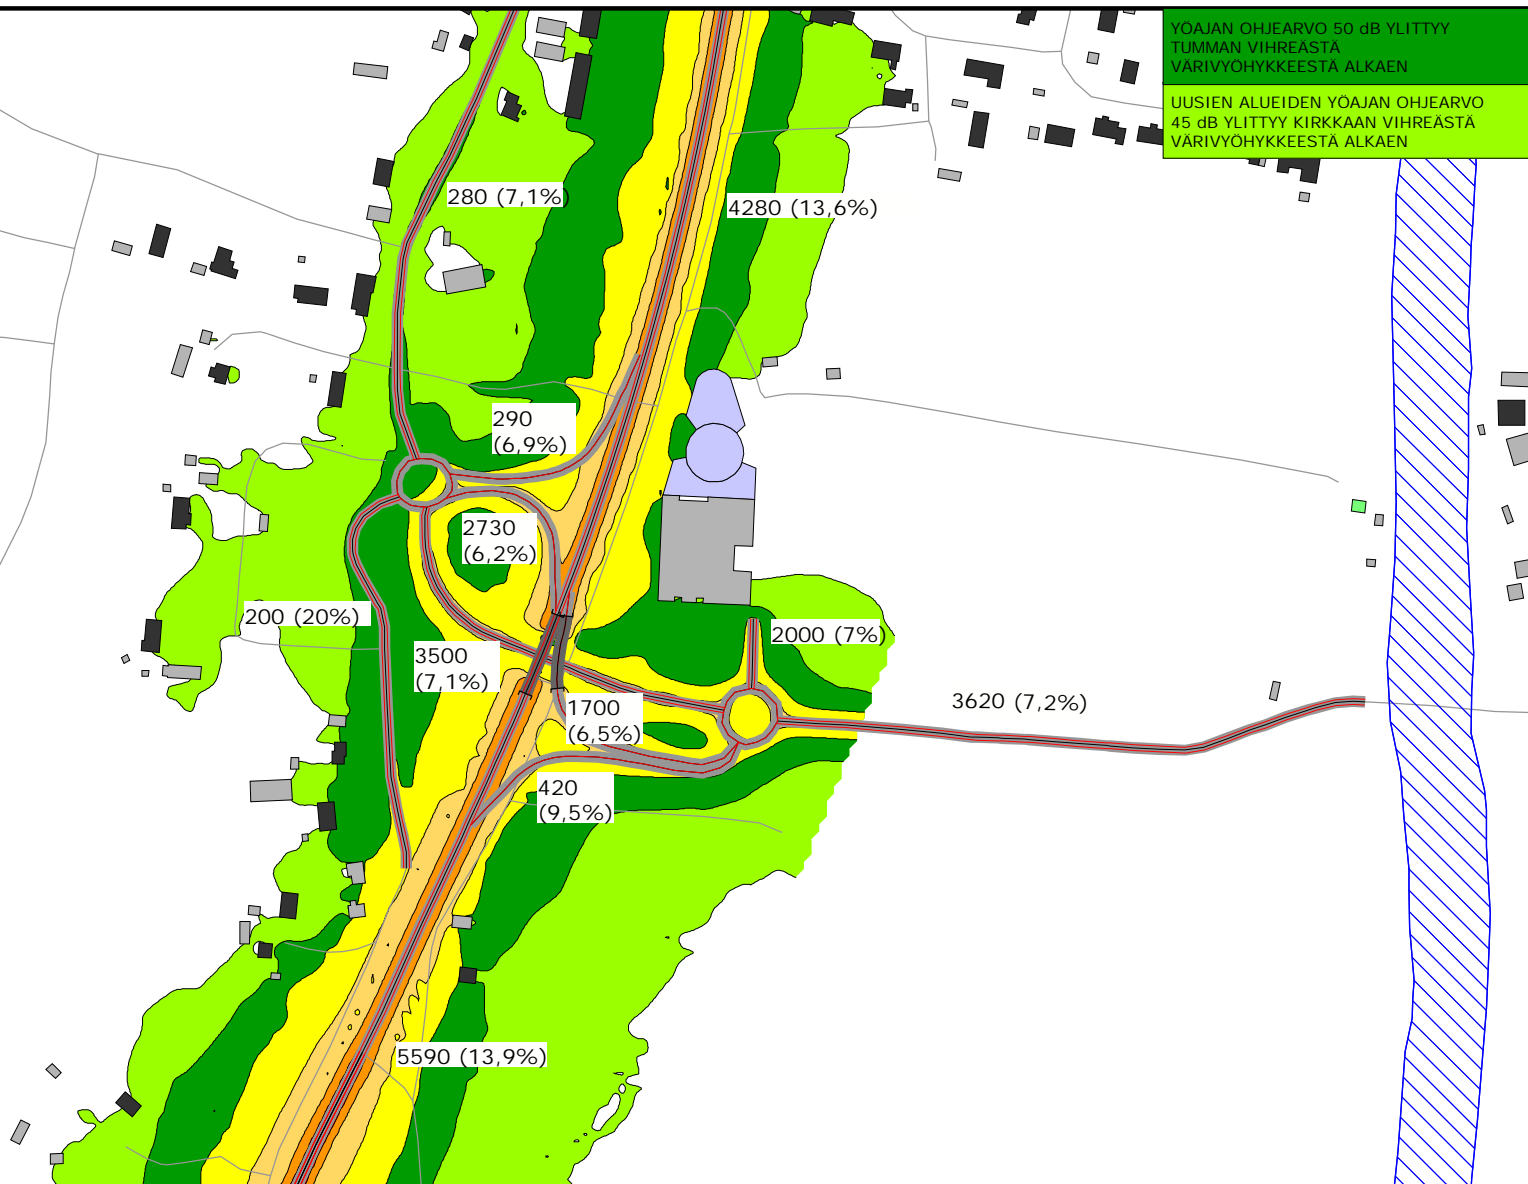 YÖAJAN OHJEARVO 50 dB YLITTYY
TUMMAN VIHREÄSTÄ
VÄRIVYÖHYKKEESTÄ ALKAEN
UUSIEN ALUEIDEN YÖAJAN OHJEARVO
45 dB YLITTYY KIRKKAAN VIHREÄSTÄ
VÄRIVYÖHYKKEESTÄ ALKAEN
280 (7,1%)
4280 (13,6%)
290
(6,9%)
2730
(6,2%)
200 (20%)
2000 (7%)
3500
(7,1%)
3620 (7,2%)
1700
(6,5%)
420
(9,5%)
5590 (13,9%)